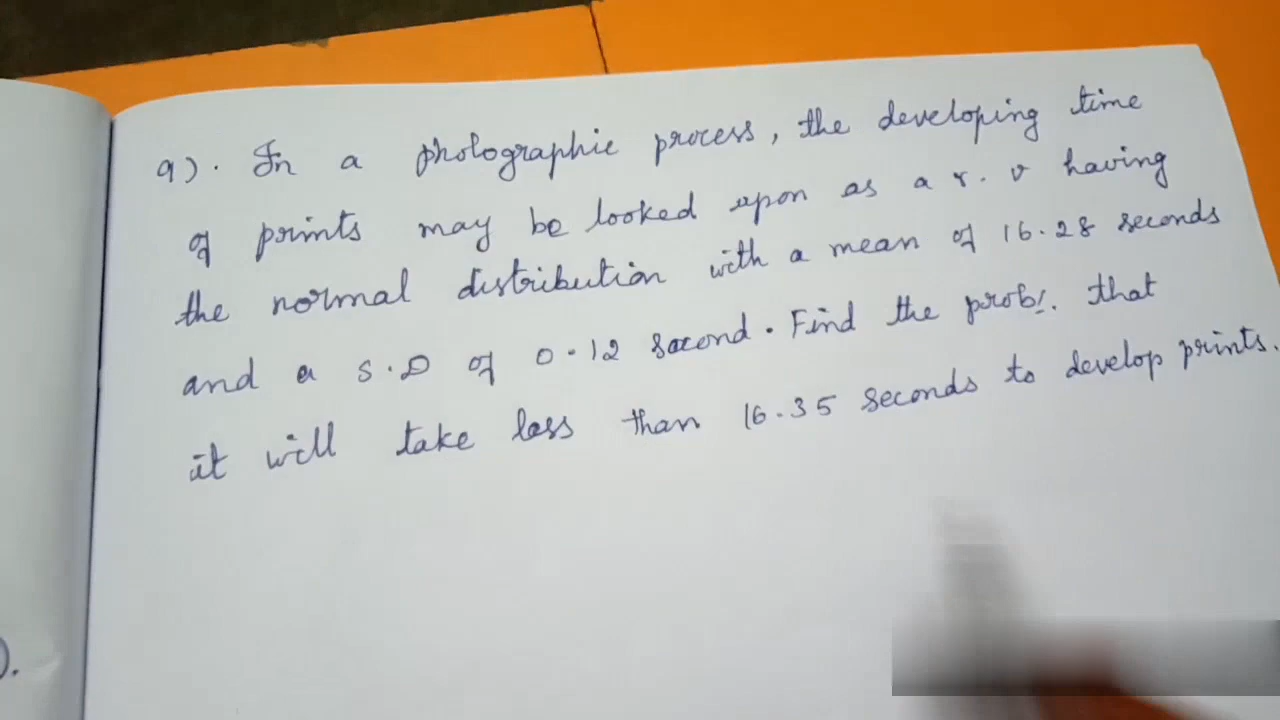 9). In a photographic process, the developing time
of prints may be looked upon as a r.v having
the normal distribution with a mean of 16.28 seconds
and a S.D of 0.12 second. Find the prob!. that
it will take less than 16.35 seconds to develop prints.
).